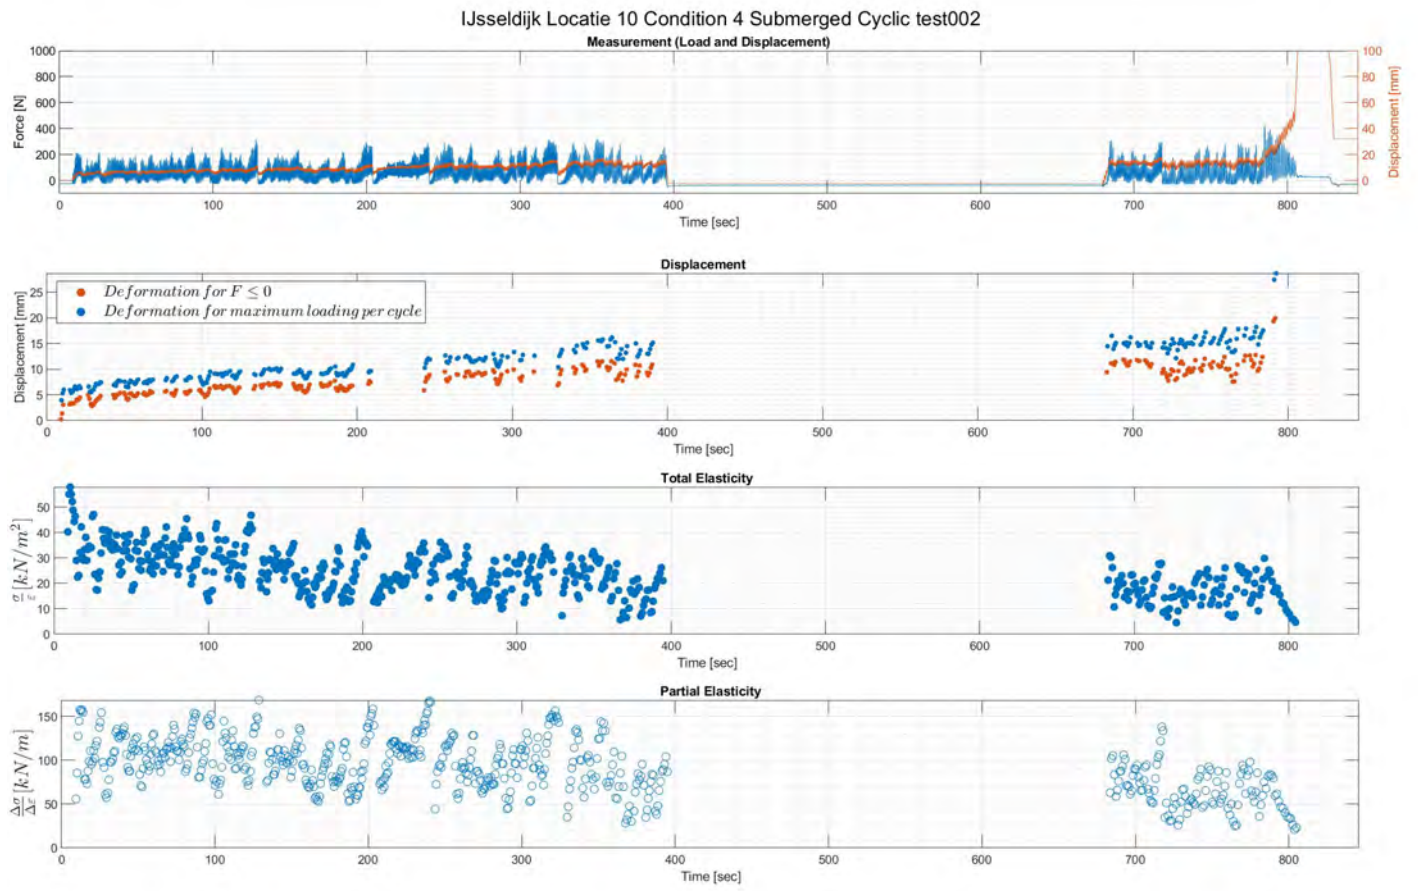 IJsseldijk Locatie 10 Condition 4 Submerged Cyclic test002
Measurement (Load and Displacement)
Force [N]
1000
800
600
400
200
0
100
80
60
40
20
0
Displacement [mm]
0 100 200 300 400 500 600 700 800
Time [sec]
Displacement
Displacement [mm]
25
20
15
10
5
0
Deformation for F ≤ 0
Deformation for maximum loading per cycle
100 200 300 400 500 600 700 800
Time [sec]
Total Elasticity
σ/ε [kN/m²]
50
40
30
20
10
0
0 100 200 300 400 500 600 700 800
Time [sec]
Partial Elasticity
Δσ/Δε [kN/m]
150
100
50
0
0 100 200 300 400 500 600 700 800
Time [sec]